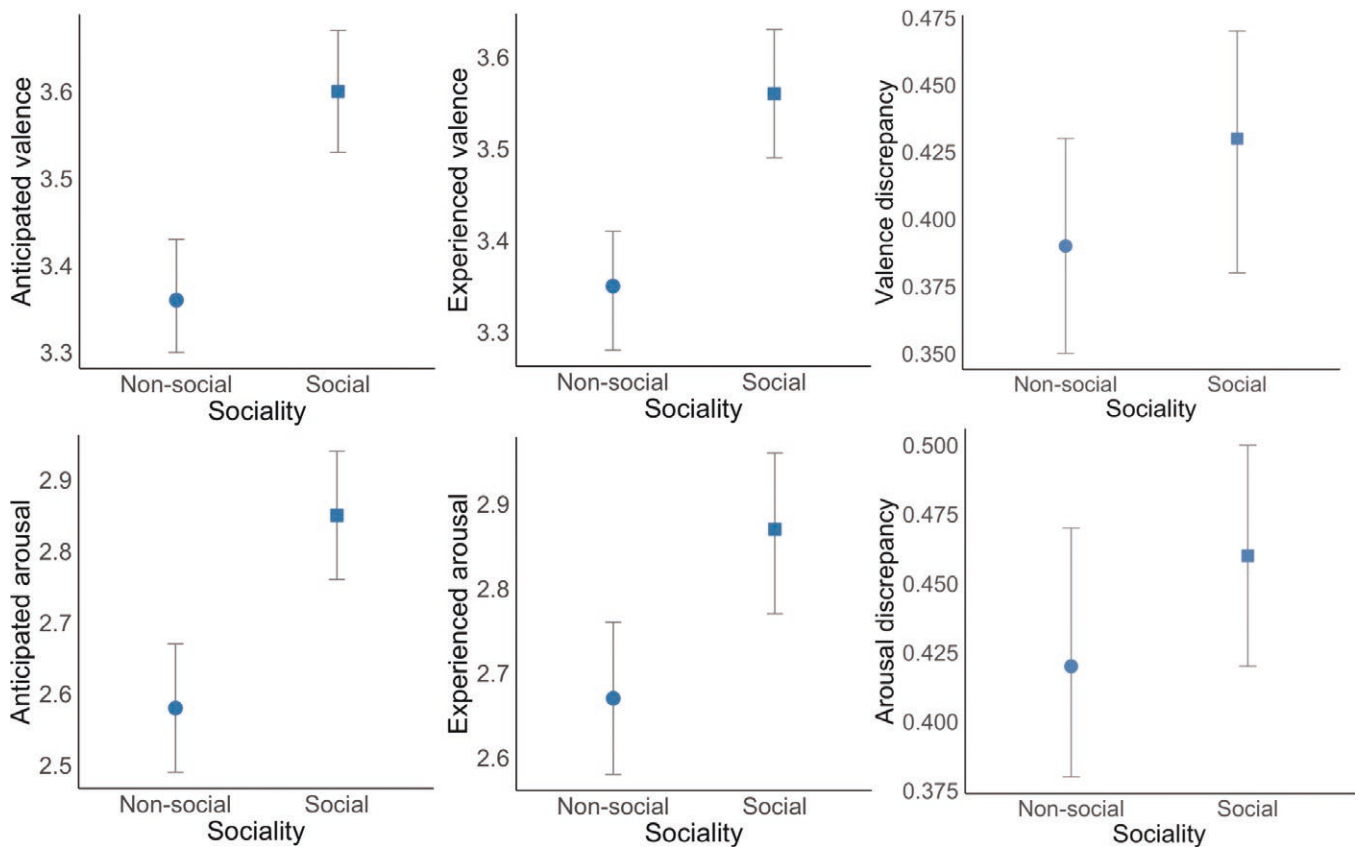 Anticipated valence
3.6
3.5
3.4
3.3
Non-social Social
Sociality
Experienced valence
3.6
3.5
3.4
3.3
Non-social Social
Sociality
Valence discrepancy
0.475
0.450
0.425
0.400
0.375
0.350
Non-social Social
Sociality
Anticipated arousal
2.9
2.8
2.7
2.6
2.5
Non-social Social
Sociality
Experienced arousal
2.9
2.8
2.7
2.6
Non-social Social
Sociality
Arousal discrepancy
0.500
0.475
0.450
0.425
0.400
0.375
Non-social Social
Sociality